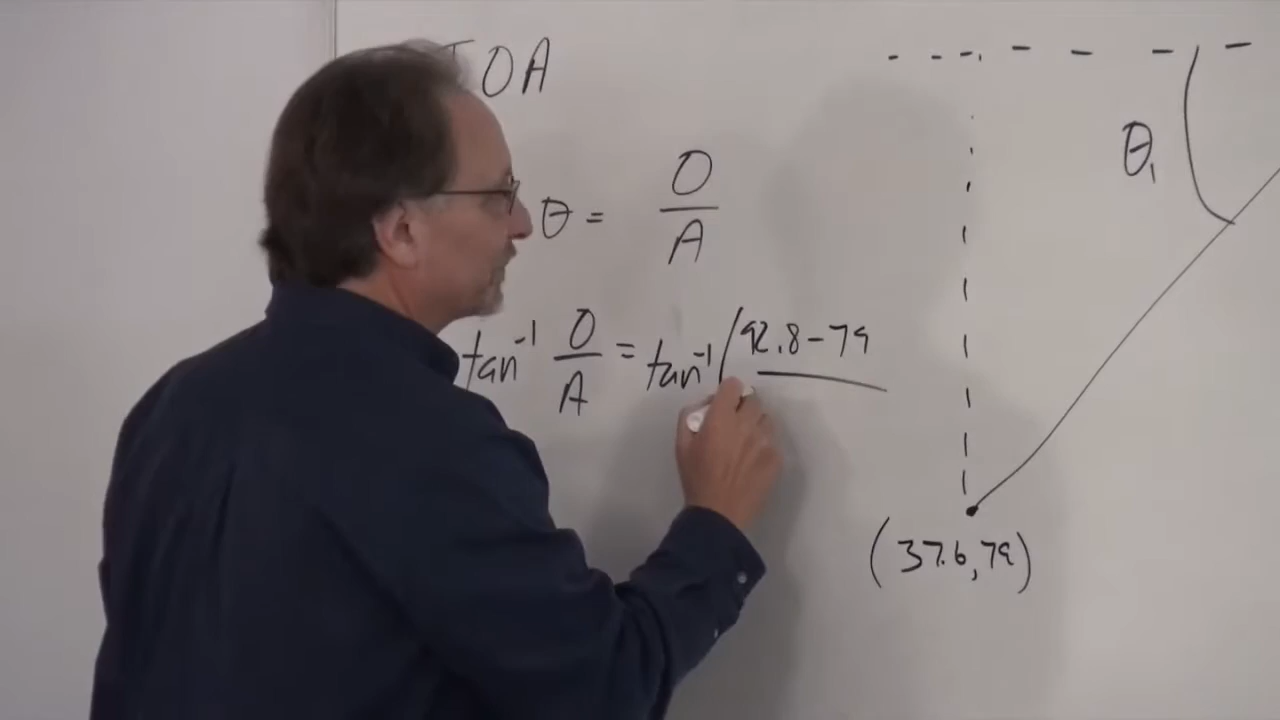 TOA
θ = O/A
tan⁻¹ O/A = tan⁻¹ (92.8-79
θ₁
(37.6, 79)